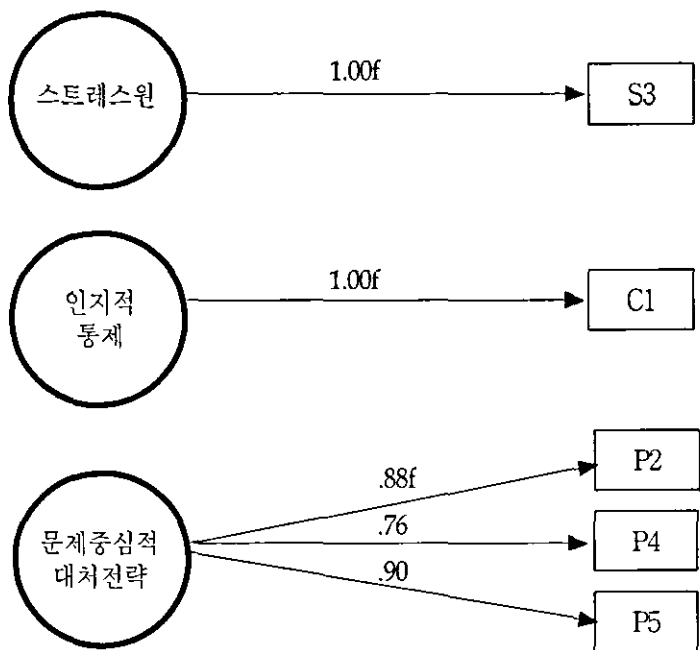 스트레스원
1.00f
S3
인지적
통제
1.00f
C1
문제중심적
대처전략
.88f
P2
.76
P4
.90
P5